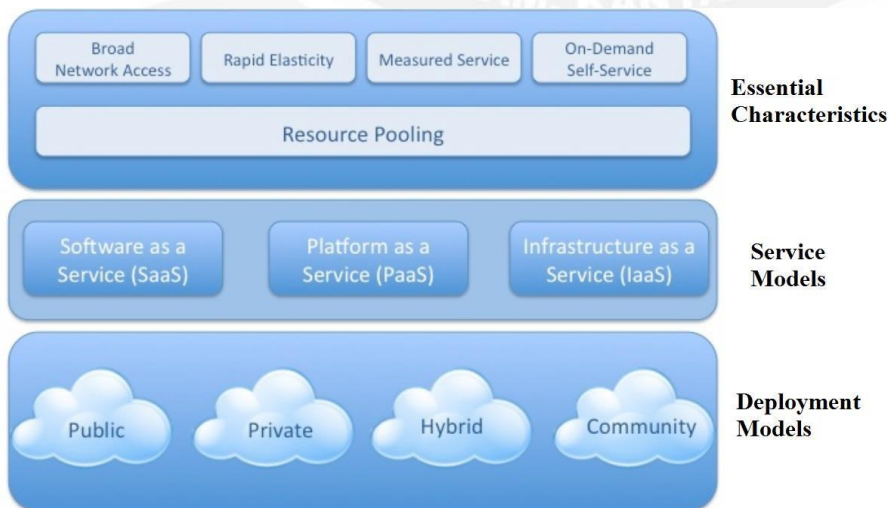 Broad
Network Access
Rapid Elasticity
Measured Service
On-Demand
Self-Service
Essential
Characteristics
Resource Pooling
Software as a
Service (SaaS)
Platform as a
Service (PaaS)
Infrastructure as a
Service (IaaS)
Service
Models
Public
Private
Hybrid
Community
Deployment
Models